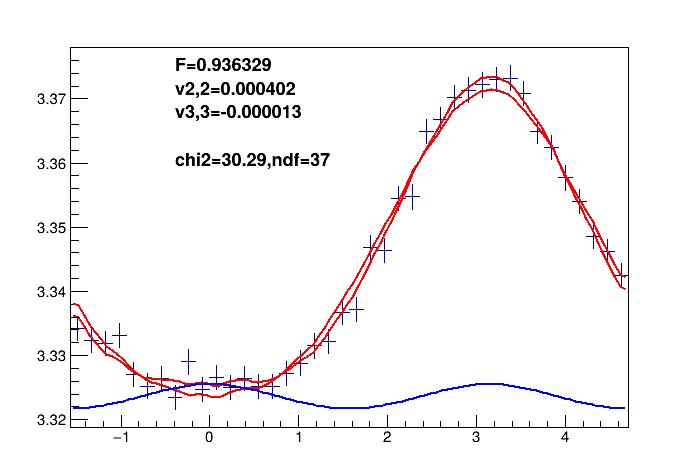 F=0.936329
v2,2=0.000402
v3,3=-0.000013
chi2=30.29,ndf=37
3.37
3.36
3.35
3.34
3.33
3.32
−1 0 1 2 3 4